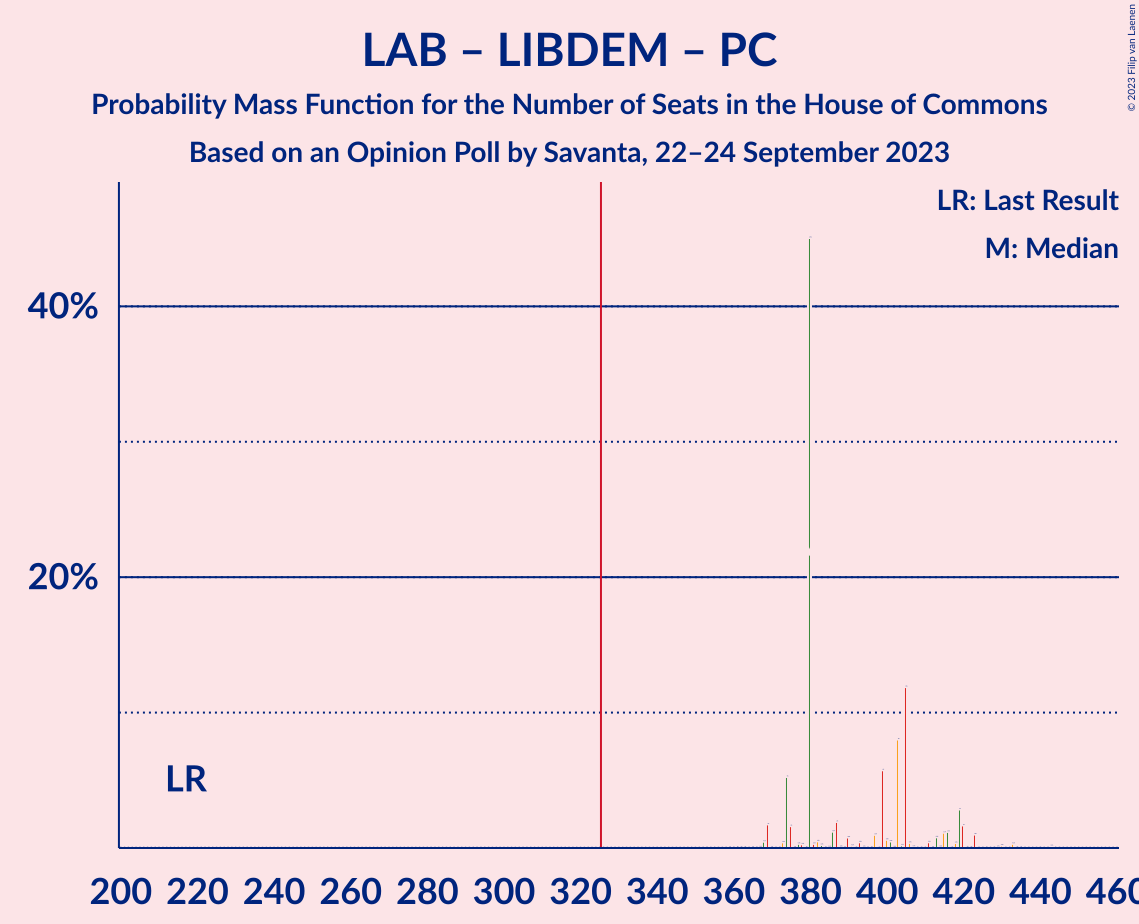 LAB – LIBDEM – PC
Probability Mass Function for the Number of Seats in the House of Commons
Based on an Opinion Poll by Savanta, 22–24 September 2023
© 2023 Filip van Laenen
LR: Last Result
M: Median
40%
20%
LR
200 220 240 260 280 300 320 340 360 380 400 420 440 460